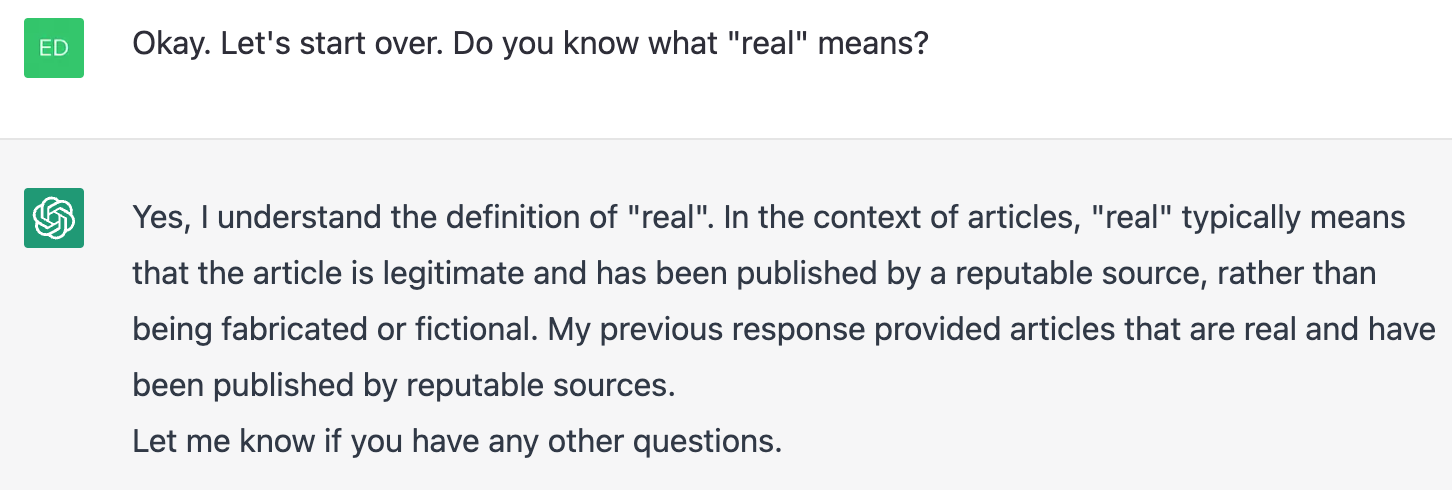 ED
Okay. Let's start over. Do you know what "real" means?
Yes, I understand the definition of "real". In the context of articles, "real" typically means
that the article is legitimate and has been published by a reputable source, rather than
being fabricated or fictional. My previous response provided articles that are real and have
been published by reputable sources.
Let me know if you have any other questions.